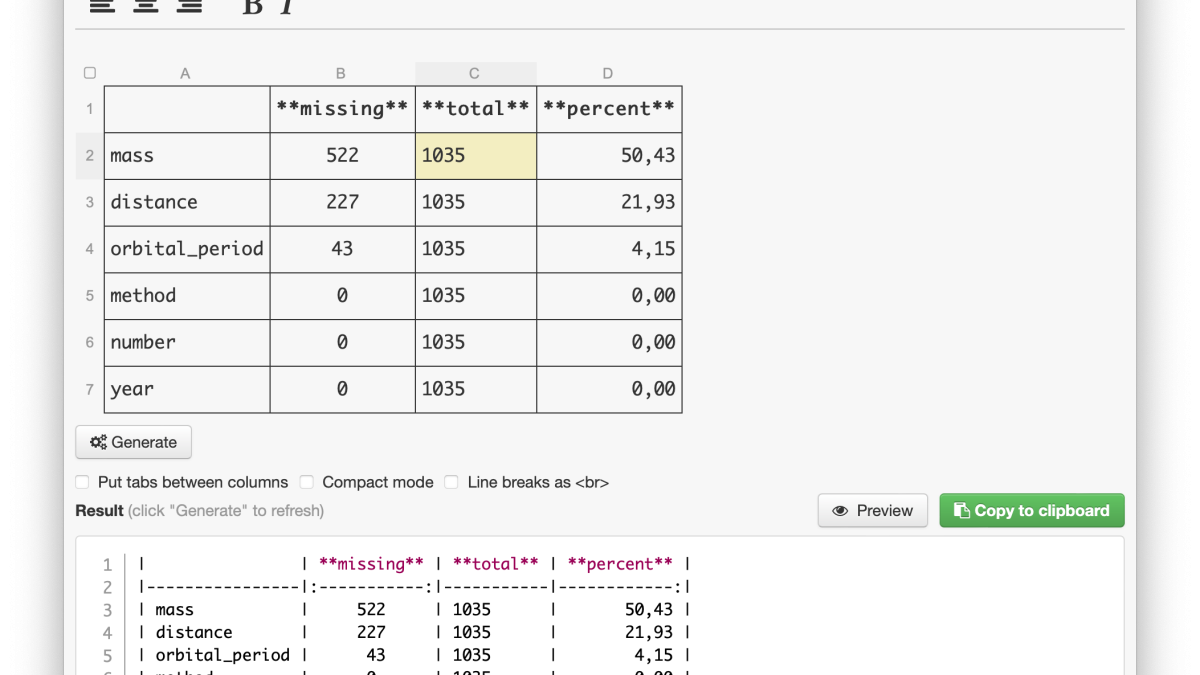 B I
A B C D
1 **missing** **total** **percent**
2 mass 522 1035 50,43
3 distance 227 1035 21,93
4 orbital_period 43 1035 4,15
5 method 0 1035 0,00
6 number 0 1035 0,00
7 year 0 1035 0,00
Generate
Put tabs between columns Compact mode Line breaks as <br>
Result (click "Generate" to refresh) Preview Copy to clipboard
1 |                | **missing** | **total** | **percent** |
2 |----------------|:-----------:|-----------|------------:|
3 | mass           |     522     | 1035      |       50,43 |
4 | distance       |     227     | 1035      |       21,93 |
5 | orbital_period |      43     | 1035      |        4,15 |